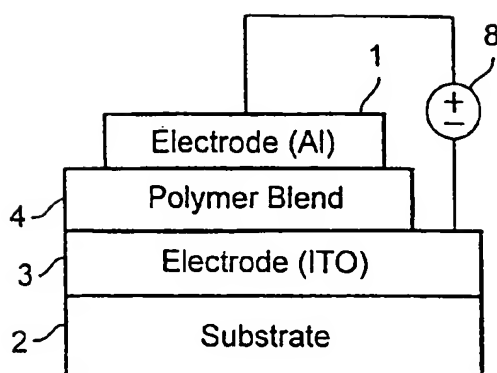 8
1
+
−
Electrode (Al)
4
Polymer Blend
3
Electrode (ITO)
2
Substrate